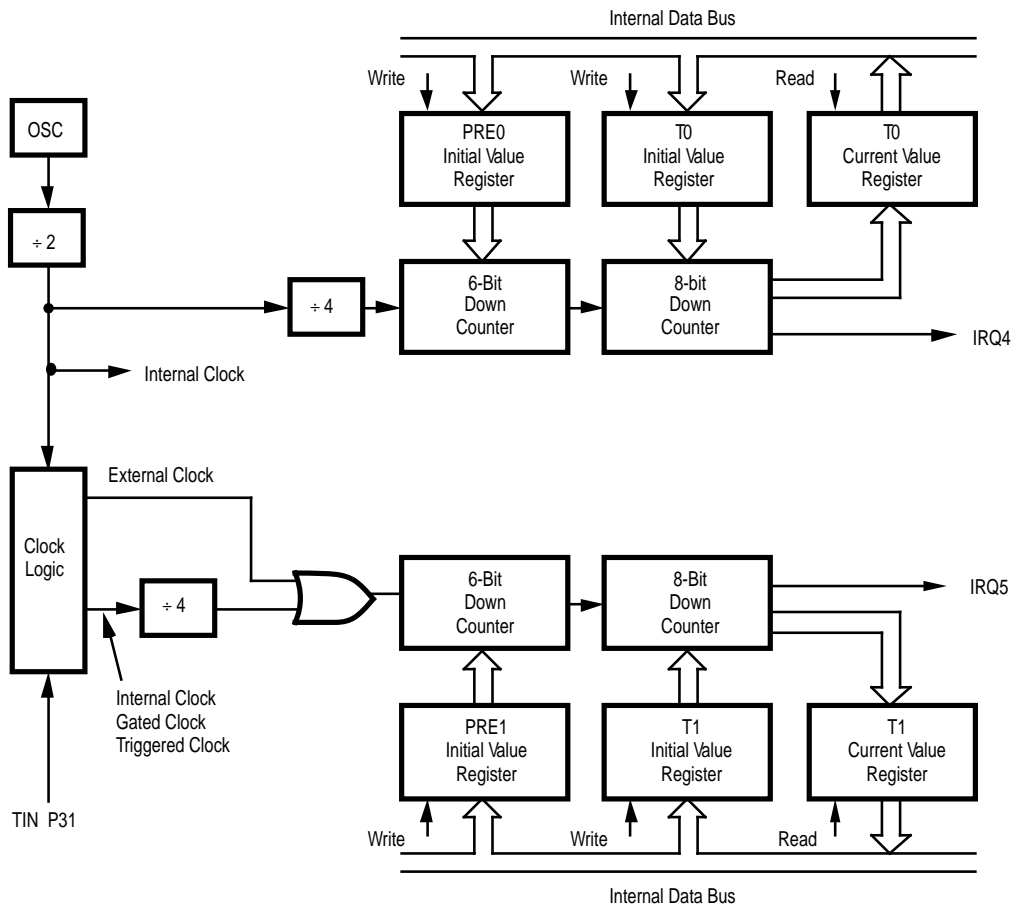 Internal Data Bus
Write
Write
Read
OSC
PRE0
Initial Value
Register
T0
Initial Value
Register
T0
Current Value
Register
÷ 2
6-Bit
Down
Counter
8-bit
Down
Counter
÷ 4
IRQ4
Internal Clock
External Clock
Clock
Logic
÷ 4
6-Bit
Down
Counter
8-Bit
Down
Counter
IRQ5
Internal Clock
Gated Clock
Triggered Clock
PRE1
Initial Value
Register
T1
Initial Value
Register
T1
Current Value
Register
TIN P31
Write
Write
Read
Internal Data Bus